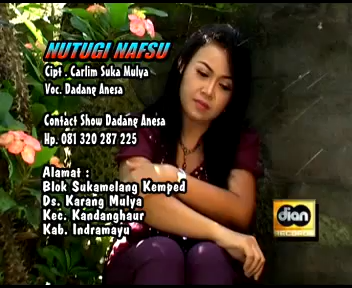 NUTUGI NAFSU
Cipt . Carlim Suka Mulya
Voc. Dadang Anesa
Contact Show Dadang Anesa
Hp. 081 320 287 225
Alamat :
Blok Sukamelang Kemped
Ds. Karang Mulya
Kec. Kandanghaur
Kab. Indramayu
dian
RECORD